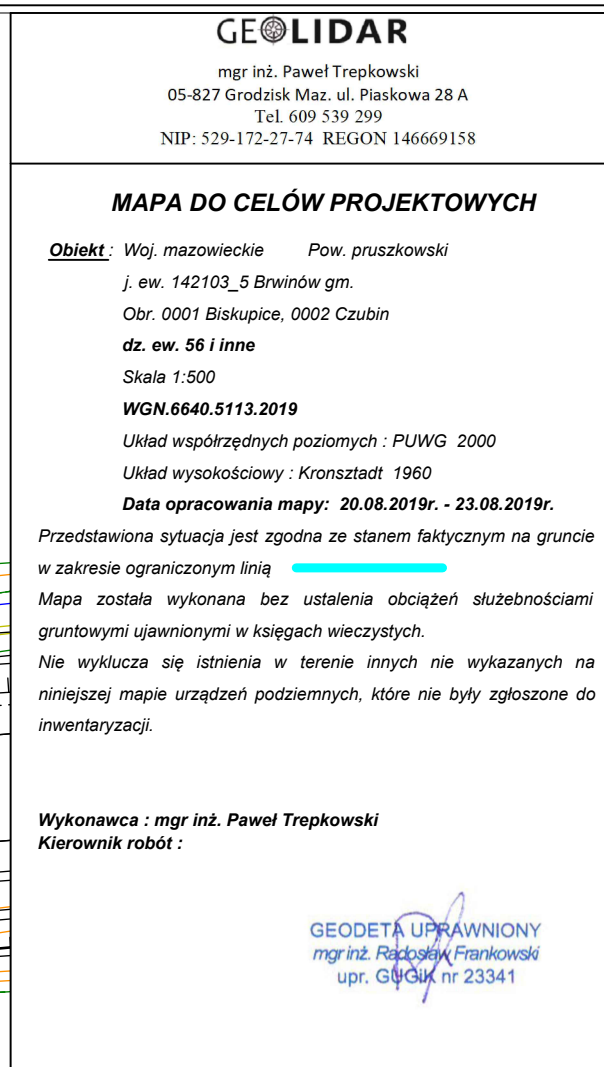 GEOLIDAR
mgr inż. Paweł Trepkowski
05-827 Grodzisk Maz. ul. Piaskowa 28 A
Tel. 609 539 299
NIP: 529-172-27-74 REGON 146669158
MAPA DO CELÓW PROJEKTOWYCH
Obiekt : Woj. mazowieckie Pow. pruszkowski
j. ew. 142103_5 Brwinów gm.
Obr. 0001 Biskupice, 0002 Czubin
dz. ew. 56 i inne
Skala 1:500
WGN.6640.5113.2019
Układ współrzędnych poziomych : PUWG 2000
Układ wysokościowy : Kronsztadt 1960
Data opracowania mapy: 20.08.2019r. - 23.08.2019r.
Przedstawiona sytuacja jest zgodna ze stanem faktycznym na gruncie
w zakresie ograniczonym linią
Mapa została wykonana bez ustalenia obciążeń służebnościami
gruntowymi ujawnionymi w księgach wieczystych.
Nie wyklucza się istnienia w terenie innych nie wykazanych na
niniejszej mapie urządzeń podziemnych, które nie były zgłoszone do
inwentaryzacji.
Wykonawca : mgr inż. Paweł Trepkowski
Kierownik robót :
GEODETA UPRAWNIONY
mgr inż. Radosław Frankowski
upr. GUGiK nr 23341